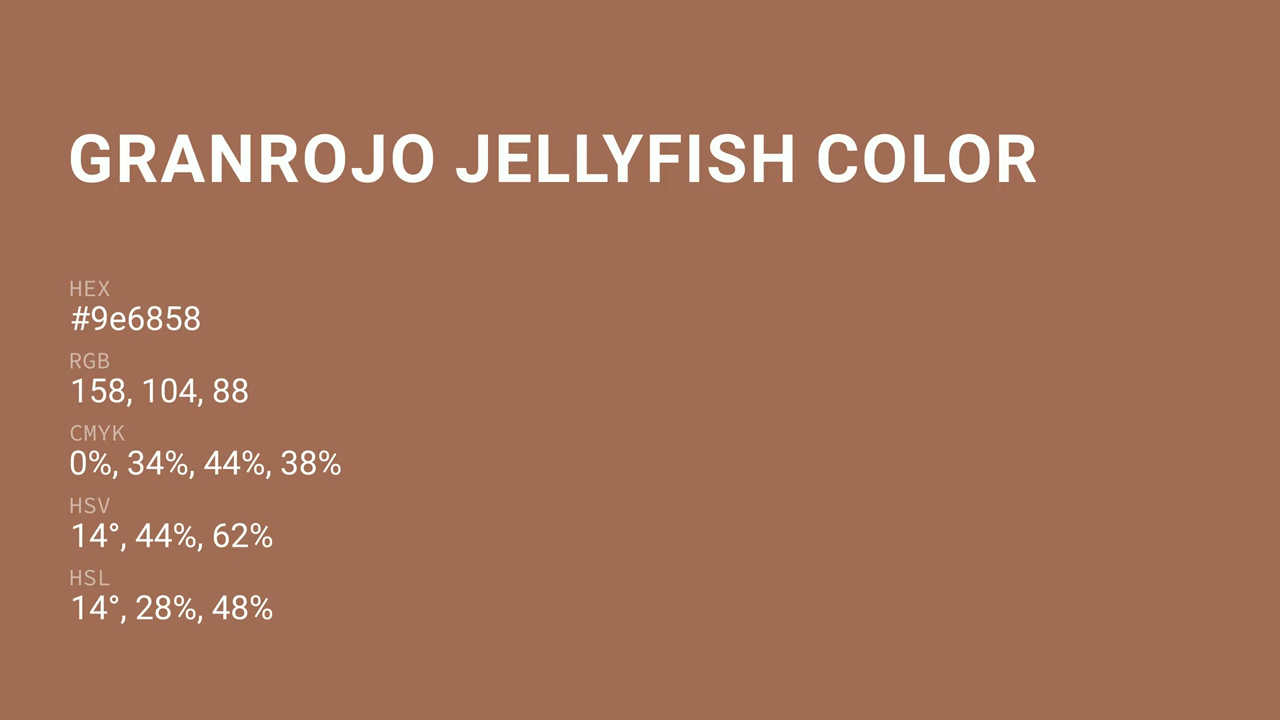 GRANROJO JELLYFISH COLOR
HEX
#9e6858
RGB
158, 104, 88
CMYK
0%, 34%, 44%, 38%
HSV
14°, 44%, 62%
HSL
14°, 28%, 48%